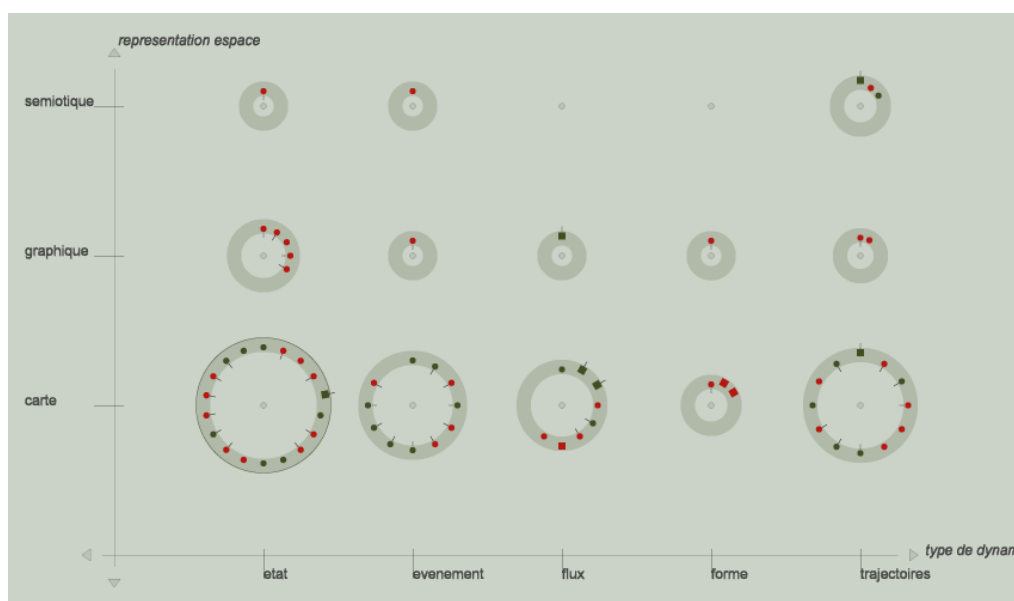 representation espace
semiotique
graphique
carte
type de dynam
etat
evenement
flux
forme
trajectoires